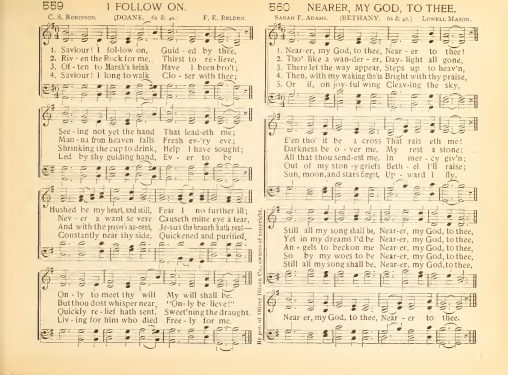 559
I FOLLOW ON.
C. S. ROBINSON. (DOANE. 6s & 4s.) F. E. BELDEN.
1. Saviour! I fol-low on, Guid - ed by thee,
2. Riv - en the Rock for me, Thirst to re - lieve,
3. Of - ten to Marah's brink Have I been bro't;
4. Saviour! I long to walk Clo - ser with thee;
See - ing not yet the hand That lead-eth me;
Man - na from heaven falls Fresh ev-'ry eve;
Shrinking the cup to drink, Help I have sought;
Led by thy guiding hand, Ev - er to be
Hushed be my heart, and still, Fear I no further ill;
Nev - er a want se vere Causeth mine eye a tear,
And with the prayer's as-cent, Je-sus the branch hath rent—
Constantly near thy side, Quickened and purified,
On - ly to meet thy will My will shall be.
But thou dost whisper near, "On-ly be lieve!"
Quickly re - lief hath sent, Sweet'ning the draught.
Liv - ing for him who died Free - ly for me.
560
NEARER, MY GOD, TO THEE.
SARAH F. ADAMS. (BETHANY. 6s & 4s.) LOWELL MASON.
1. Near-er, my God, to thee, Near - er to thee!
2. Tho' like a wan-der - er, Day- light all gone,
3. There let the way appear, Steps up to heav'n,
4. Then, with my waking tho'ts Bright with thy praise,
5. Or if, on joy-ful wing Cleav-ing the sky,
E'en tho' it be a cross That rais eth me!
Darkness be o - ver me, My rest a stone;
All that thou send-est me, In mer - cy giv'n;
Out of my ston-y griefs Beth - el I'll raise;
Sun, moon, and stars forgot, Up - ward I fly.
Still all my song shall be, Near-er, my God, to thee,
Yet in my dreams I'd be Near-er, my God, to thee,
An - gels to beckon me Near-er, my God, to thee,
So by my woes to be Near-er, my God, to thee,
Still all my song shall be, Near-er, my God, to thee,
Near-er, my God, to thee, Near - er to thee.
By per. of Oliver Ditson Co., owners of copyright.